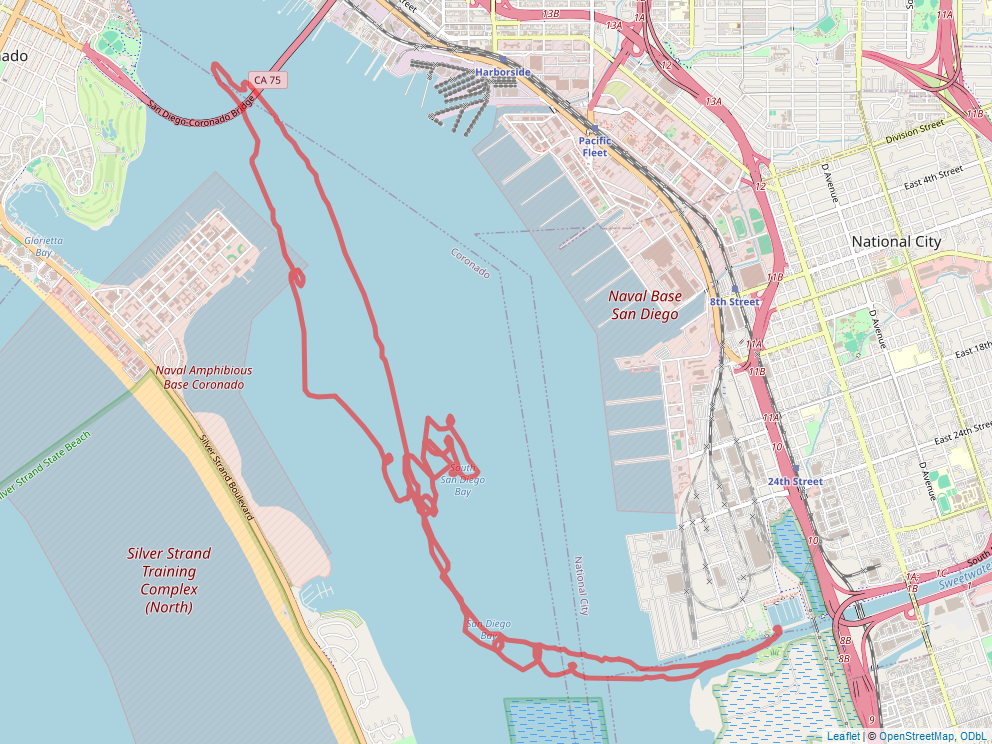 Street
13B
11A
13A
12
nado
CA 75
Harborside
13A
San Diego-Coronado Bridge
11B
Division Street
Pacific
Fleet
D Avenue
East 4th Street
12
Glorietta
Bay
National City
Coronado
11B
Naval Base
San Diego
8th Street
D Avenue
11A
East 18th
11B
Naval Amphibious
Base Coronado
11A
East 24th Street
Silver Strand State Beach
Silver Strand Boulevard
10
South
San Diego
Bay
24th Street
D Avenue
10
Silver Strand
Training
Complex
(North)
South
1A-
1B
1C
1
Sweetwater
National City
San Diego
Bay
8B
8B
9
Leaflet | © OpenStreetMap, ODbL